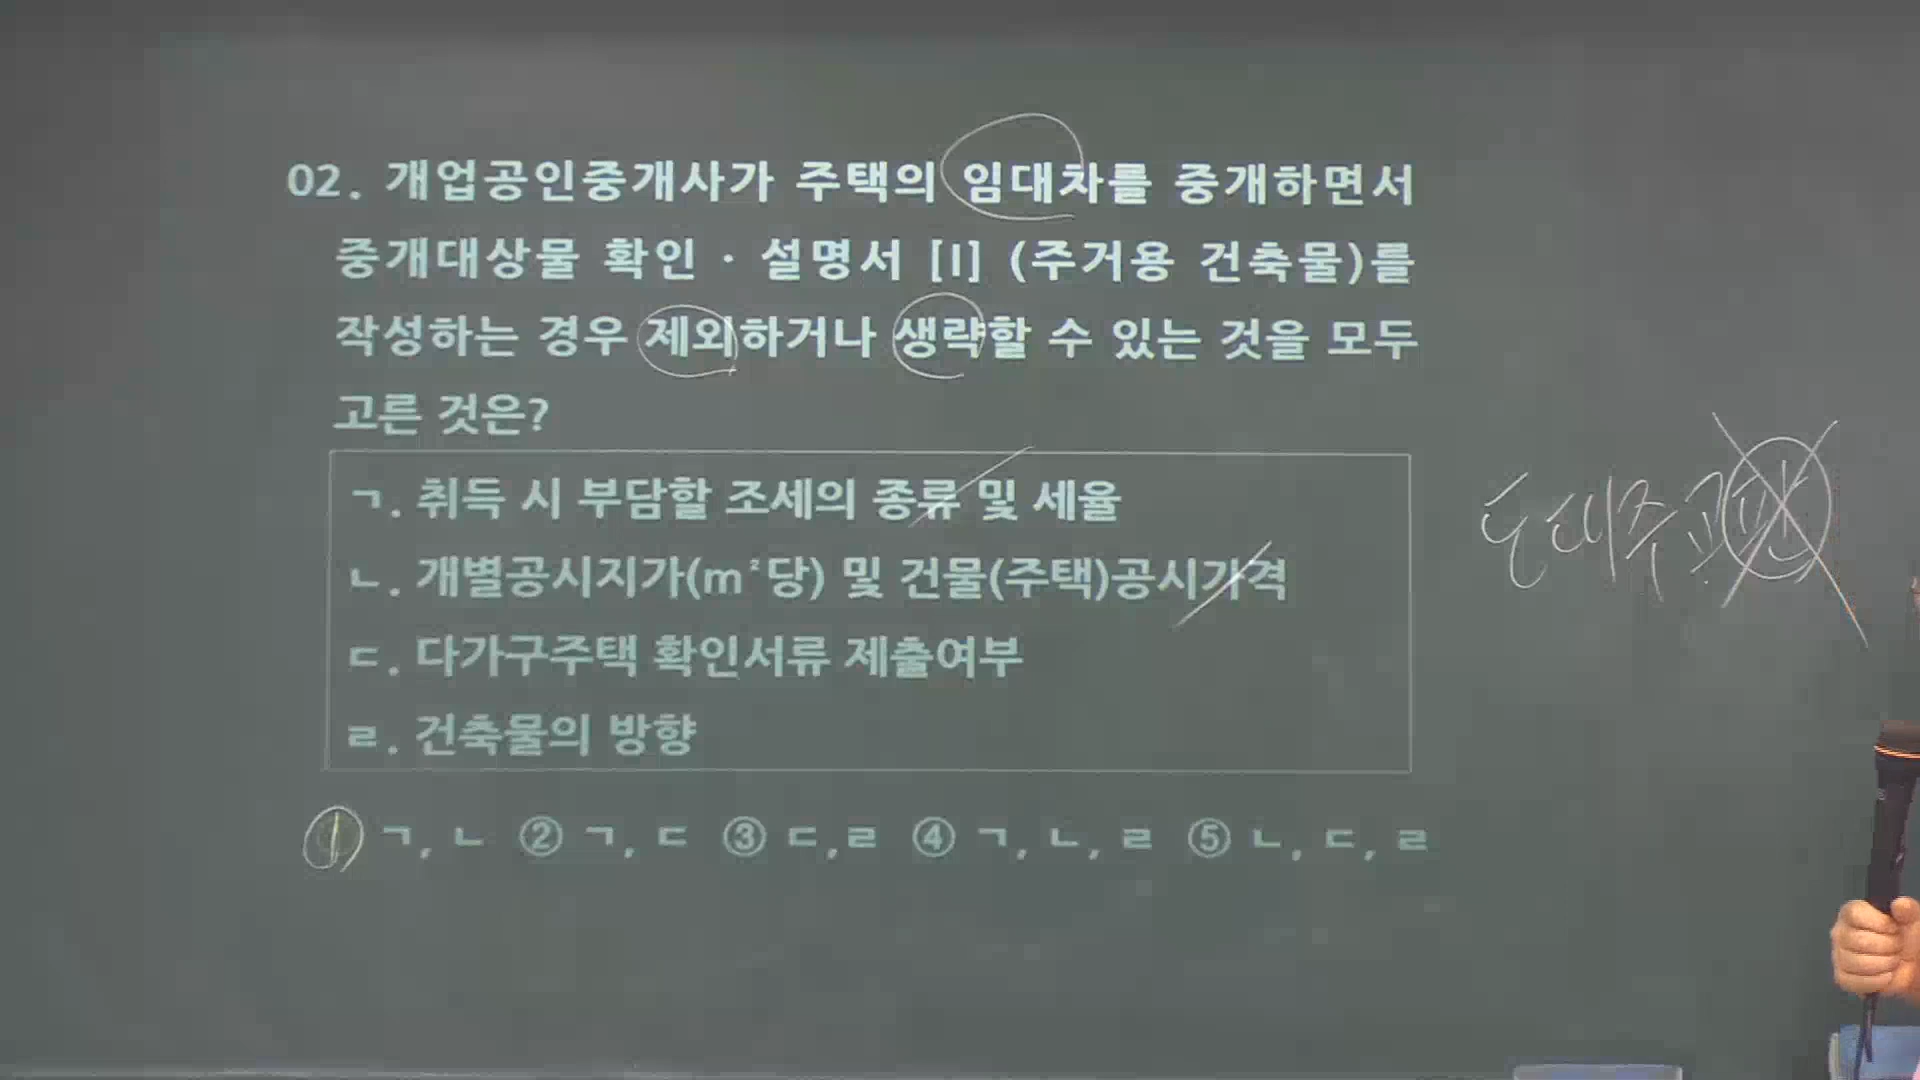 02. 개업공인중개사가 주택의 임대차를 중개하면서
중개대상물 확인 · 설명서 [Ⅰ] (주거용 건축물)를
작성하는 경우 제외하거나 생략할 수 있는 것을 모두
고른 것은?
ㄱ. 취득 시 부담할 조세의 종류 및 세율
ㄴ. 개별공시지가(m²당) 및 건물(주택)공시가격
ㄷ. 다가구주택 확인서류 제출여부
ㄹ. 건축물의 방향
① ㄱ, ㄴ ② ㄱ, ㄷ ③ ㄷ,ㄹ ④ ㄱ, ㄴ, ㄹ ⑤ ㄴ, ㄷ, ㄹ